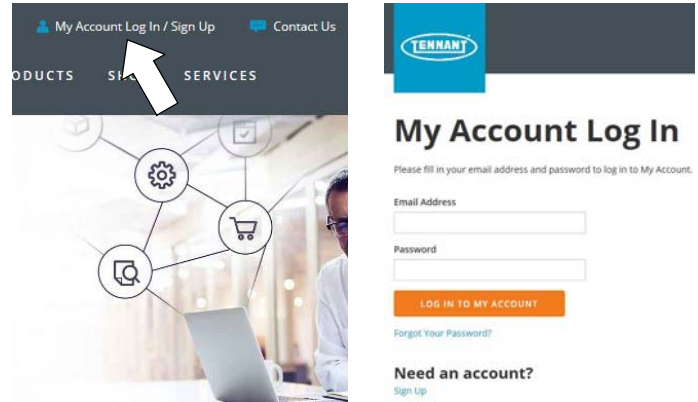 My Account Log In / Sign Up
Contact Us
ODUCTS
SERVICES
TENNANT
My Account Log In
Please fill in your email address and password to log in to My Account.
Email Address
Password
LOG IN TO MY ACCOUNT
Forgot Your Password?
Need an account?
Sign Up